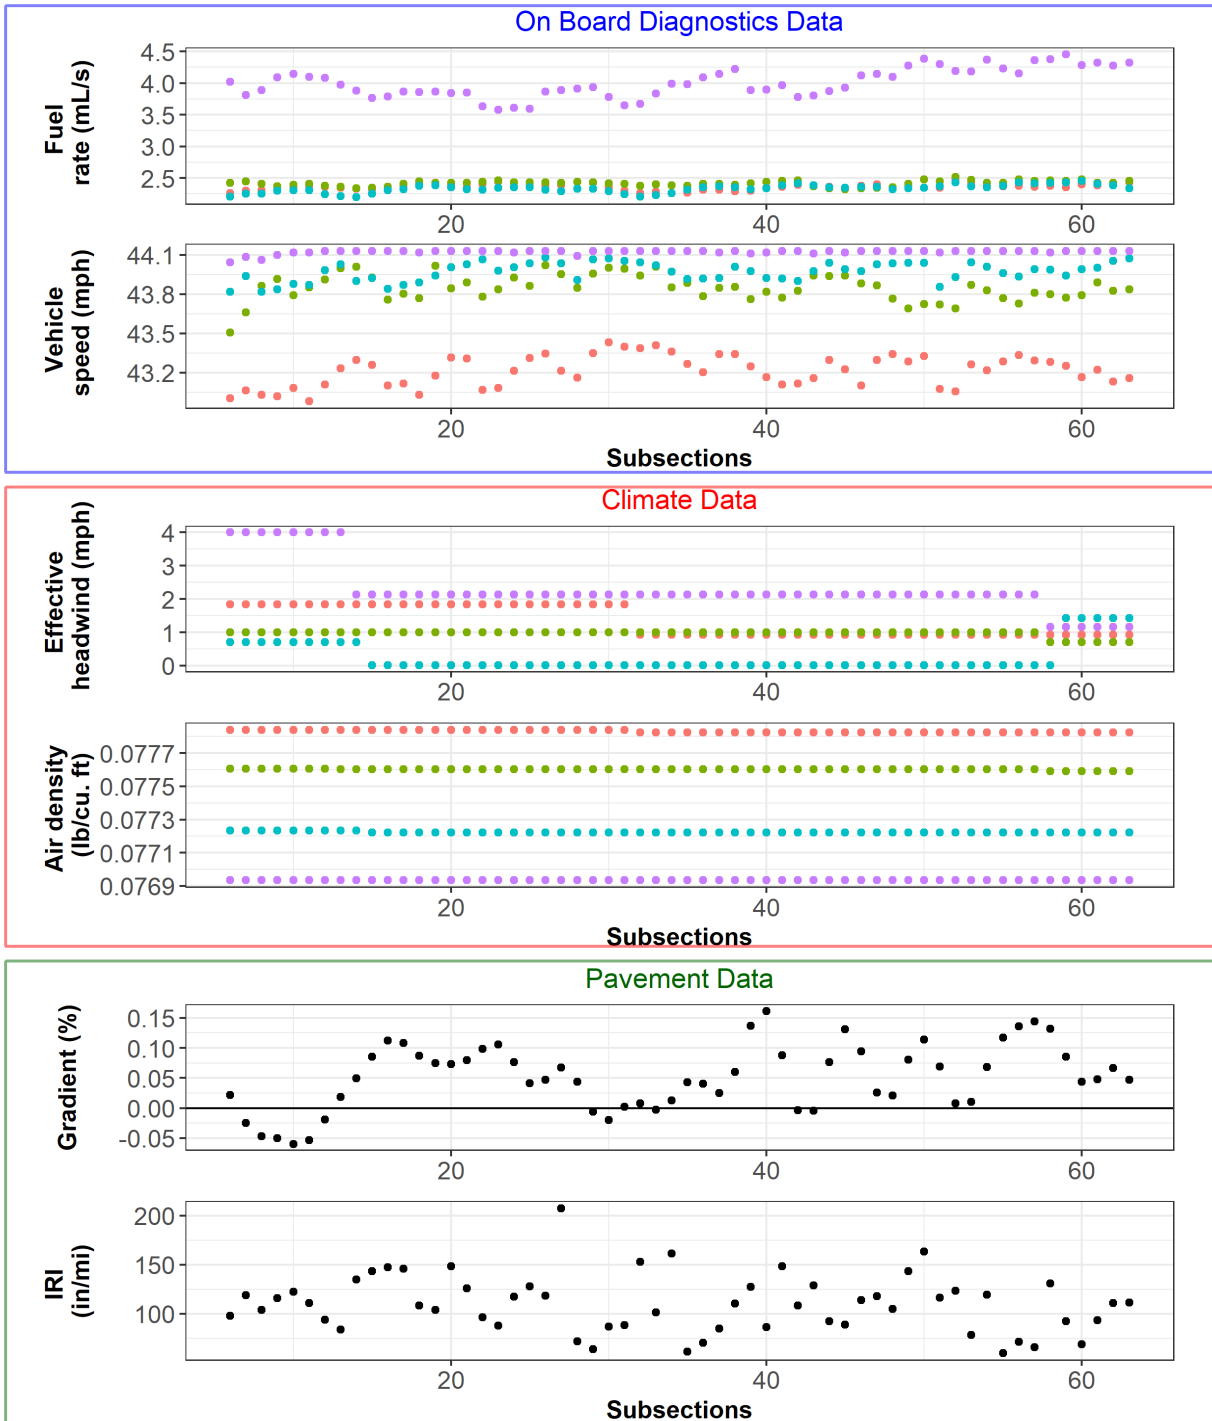 On Board Diagnostics Data
Fuel
rate (mL/s)
4.5
4.0
3.5
3.0
2.5
20
40
60
Vehicle
speed (mph)
44.1
43.8
43.5
43.2
20
40
60
Subsections
Climate Data
Effective
headwind (mph)
4
3
2
1
0
20
40
60
Air density
(lb/cu. ft)
0.0777
0.0775
0.0773
0.0771
0.0769
20
40
60
Subsections
Pavement Data
Gradient (%)
0.15
0.10
0.05
0.00
-0.05
20
40
60
IRI
(in/mi)
200
150
100
20
40
60
Subsections